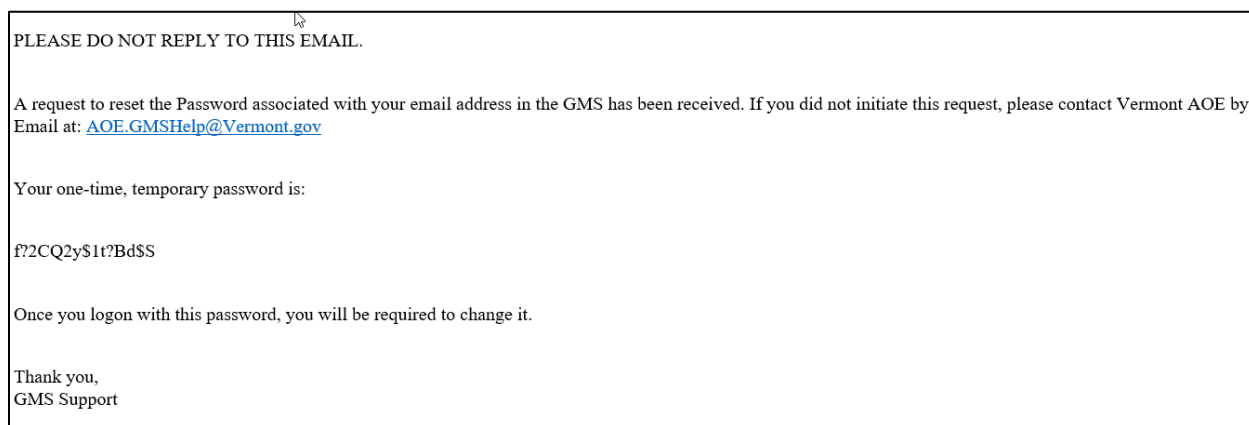 PLEASE DO NOT REPLY TO THIS EMAIL.
A request to reset the Password associated with your email address in the GMS has been received. If you did not initiate this request, please contact Vermont AOE by
Email at: AOE.GMSHelp@Vermont.gov
Your one-time, temporary password is:
f?2CQ2y$1t?Bd$S
Once you logon with this password, you will be required to change it.
Thank you,
GMS Support